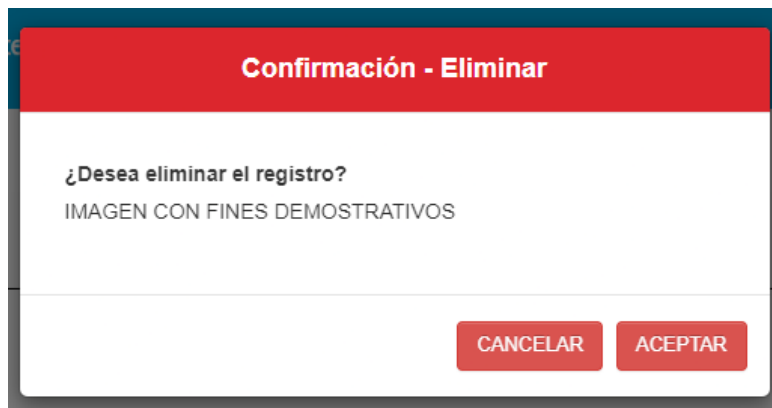 Confirmación - Eliminar
¿Desea eliminar el registro?
IMAGEN CON FINES DEMOSTRATIVOS
CANCELAR
ACEPTAR